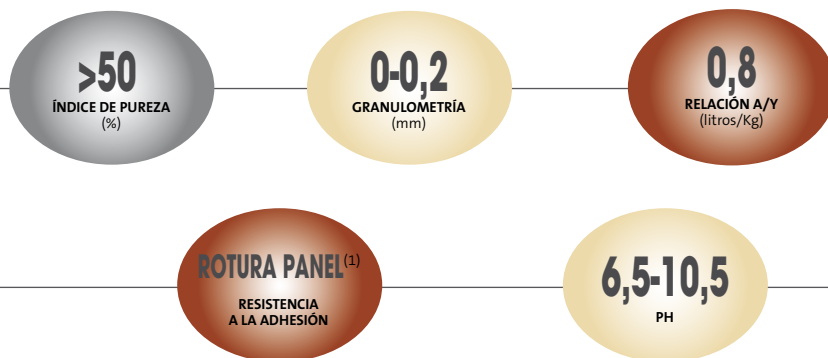 >50
ÍNDICE DE PUREZA
(%)
0-0,2
GRANULOMETRÍA
(mm)
0,8
RELACIÓN A/Y
(litros/Kg)
ROTURA PANEL(1)
RESISTENCIA
A LA ADHESIÓN
6,5-10,5
PH